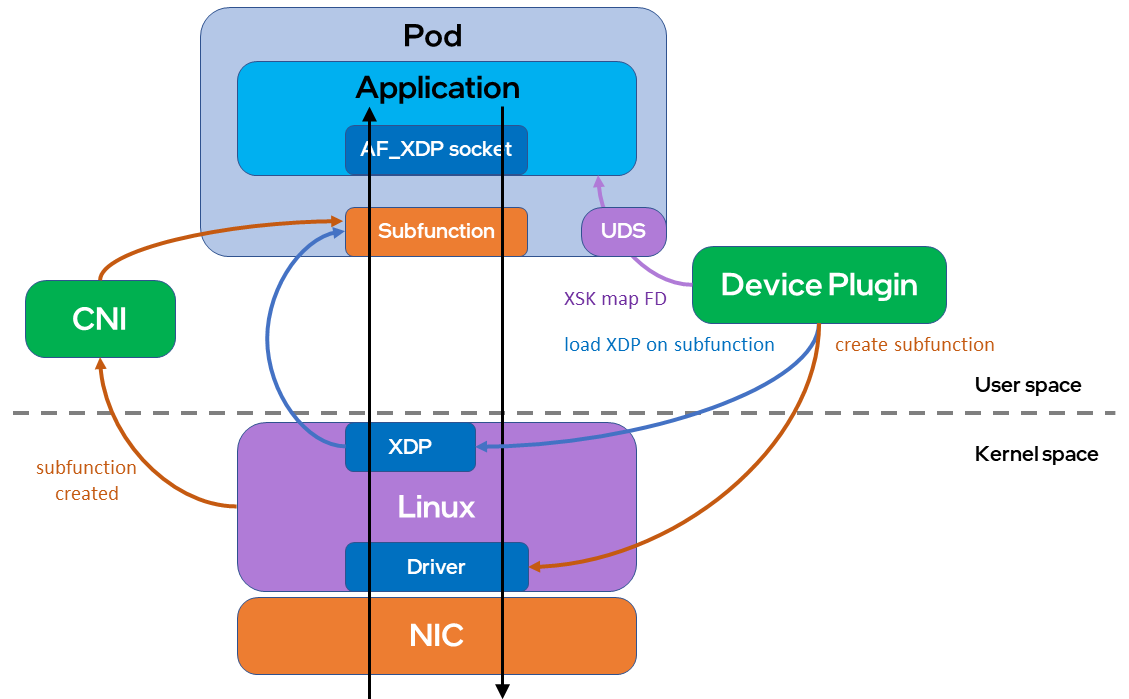 Pod
Application
AF_XDP socket
Subfunction
UDS
Device Plugin
CNI
XSK map FD
load XDP on subfunction
create subfunction
User space
Kernel space
XDP
subfunction
created
Linux
Driver
NIC